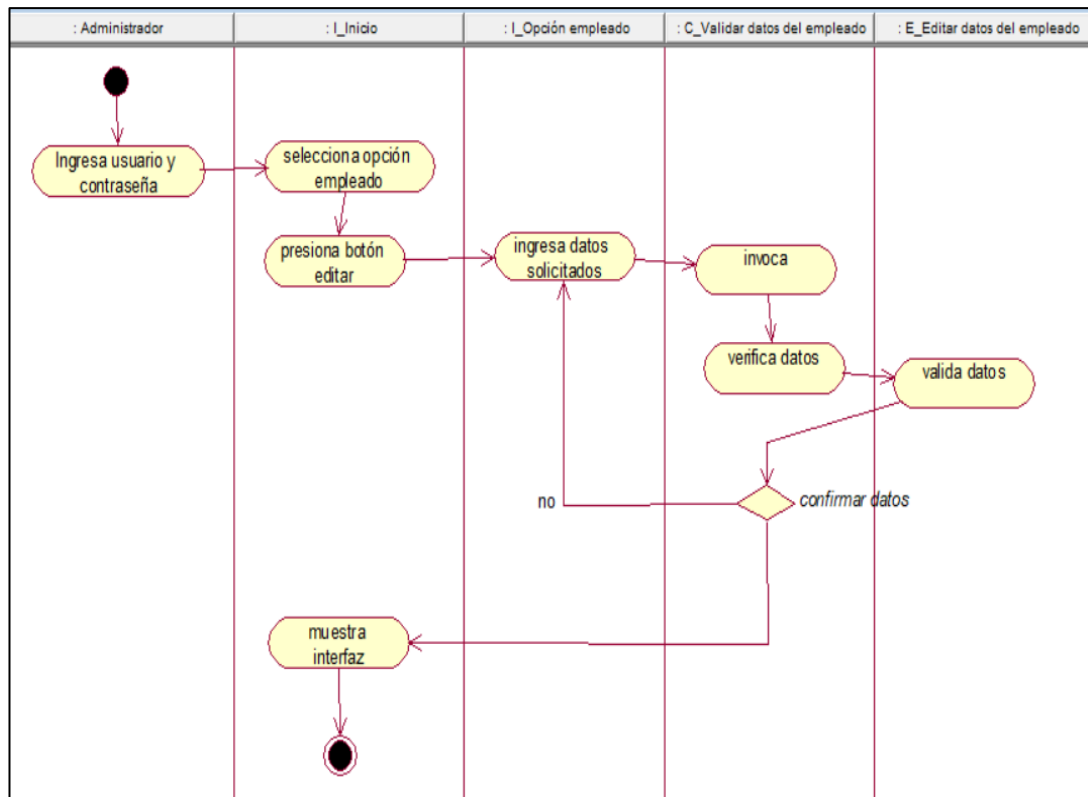 : Administrador
: I_Inicio
: I_Opción empleado
: C_Validar datos del empleado
: E_Editar datos del empleado
Ingresa usuario y
contraseña
selecciona opción
empleado
presiona botón
editar
ingresa datos
solicitados
invoca
verifica datos
valida datos
no
confirmar datos
muestra
interfaz